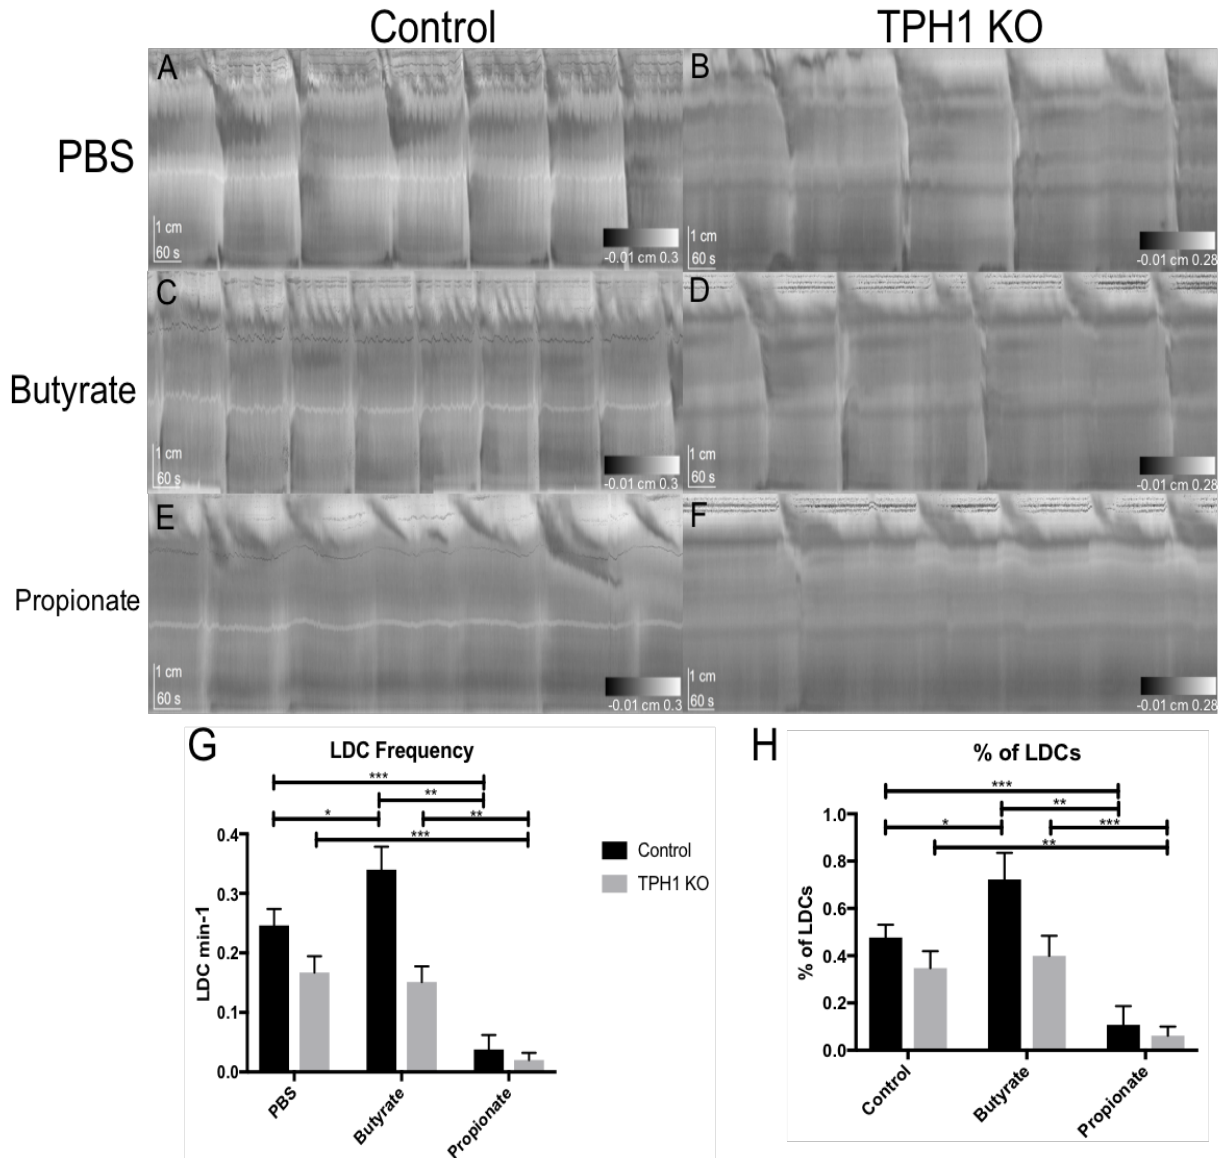 Control TPH1 KO
PBS
A
1 cm
60 s
-0.01 cm 0.3
B
1 cm
60 s
-0.01 cm 0.28
Butyrate
C
1 cm
60 s
-0.01 cm 0.3
D
1 cm
60 s
-0.01 cm 0.28
Propionate
E
1 cm
60 s
-0.01 cm 0.3
F
1 cm
60 s
-0.01 cm 0.28
G
LDC Frequency
***
**
* **
***
0.4
0.3
0.2
0.1
0.0
LDC min-1
PBS
Butyrate
Propionate
Control
TPH1 KO
H
% of LDCs
***
**
* ***
**
1.0
0.8
0.6
0.4
0.2
0.0
% of LDCs
Control
Butyrate
Propionate